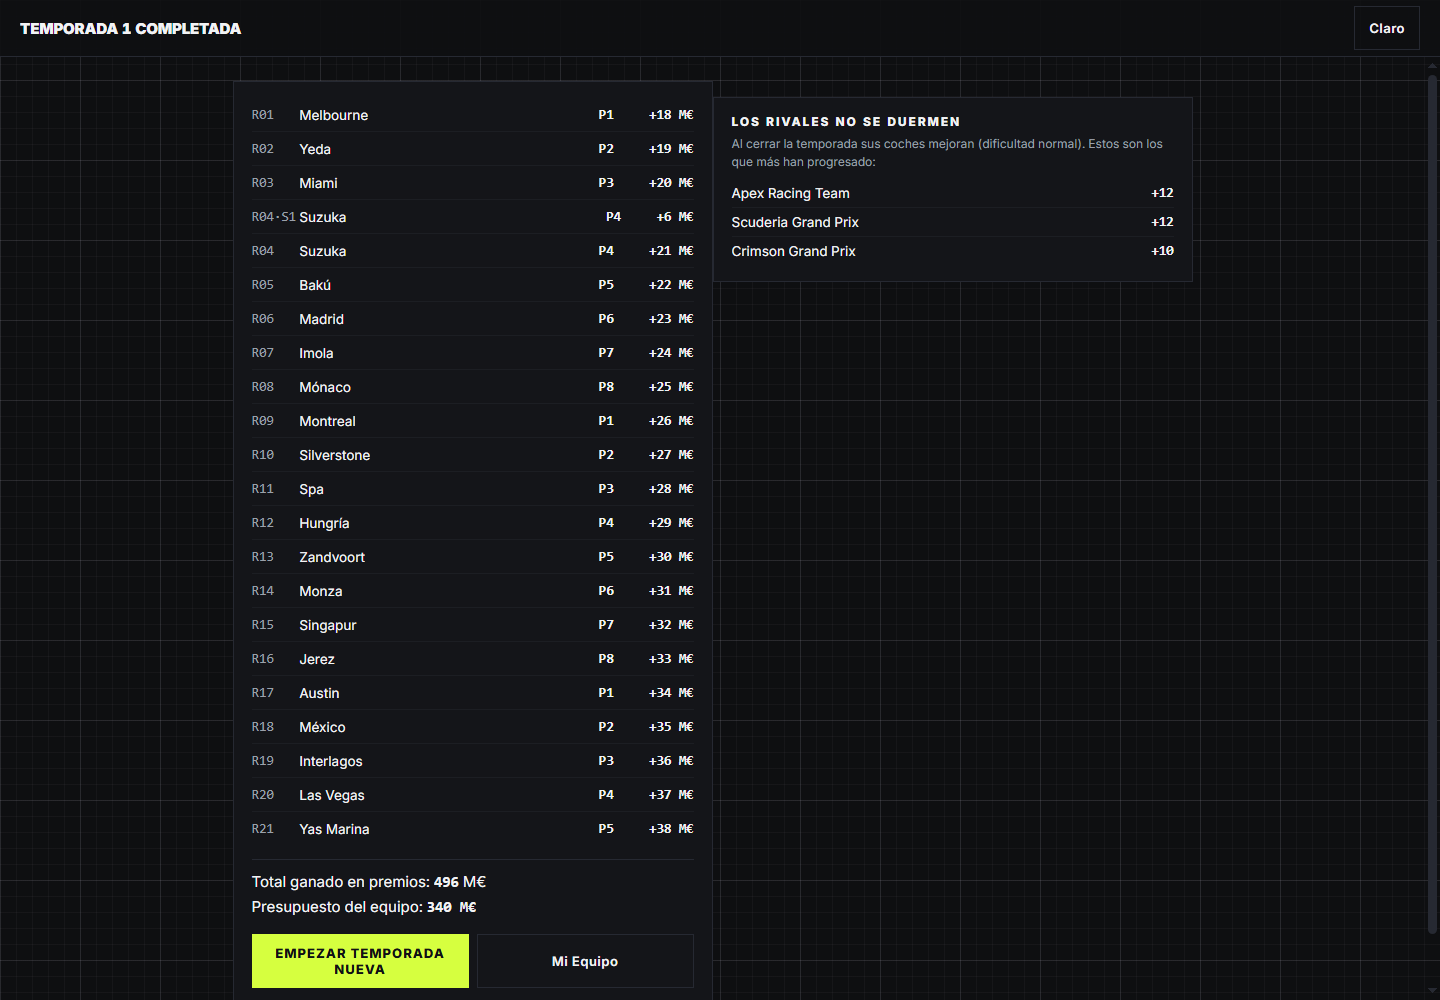 TEMPORADA 1 COMPLETADA
Claro
R01 Melbourne P1 +18 M€
R02 Yeda P2 +19 M€
R03 Miami P3 +20 M€
R04·S1 Suzuka P4 +6 M€
R04 Suzuka P4 +21 M€
R05 Bakú P5 +22 M€
R06 Madrid P6 +23 M€
R07 Imola P7 +24 M€
R08 Mónaco P8 +25 M€
R09 Montreal P1 +26 M€
R10 Silverstone P2 +27 M€
R11 Spa P3 +28 M€
R12 Hungría P4 +29 M€
R13 Zandvoort P5 +30 M€
R14 Monza P6 +31 M€
R15 Singapur P7 +32 M€
R16 Jerez P8 +33 M€
R17 Austin P1 +34 M€
R18 México P2 +35 M€
R19 Interlagos P3 +36 M€
R20 Las Vegas P4 +37 M€
R21 Yas Marina P5 +38 M€
Total ganado en premios: 496 M€
Presupuesto del equipo: 340 M€
EMPEZAR TEMPORADA
NUEVA
Mi Equipo
LOS RIVALES NO SE DUERMEN
Al cerrar la temporada sus coches mejoran (dificultad normal). Estos son los
que más han progresado:
Apex Racing Team +12
Scuderia Grand Prix +12
Crimson Grand Prix +10